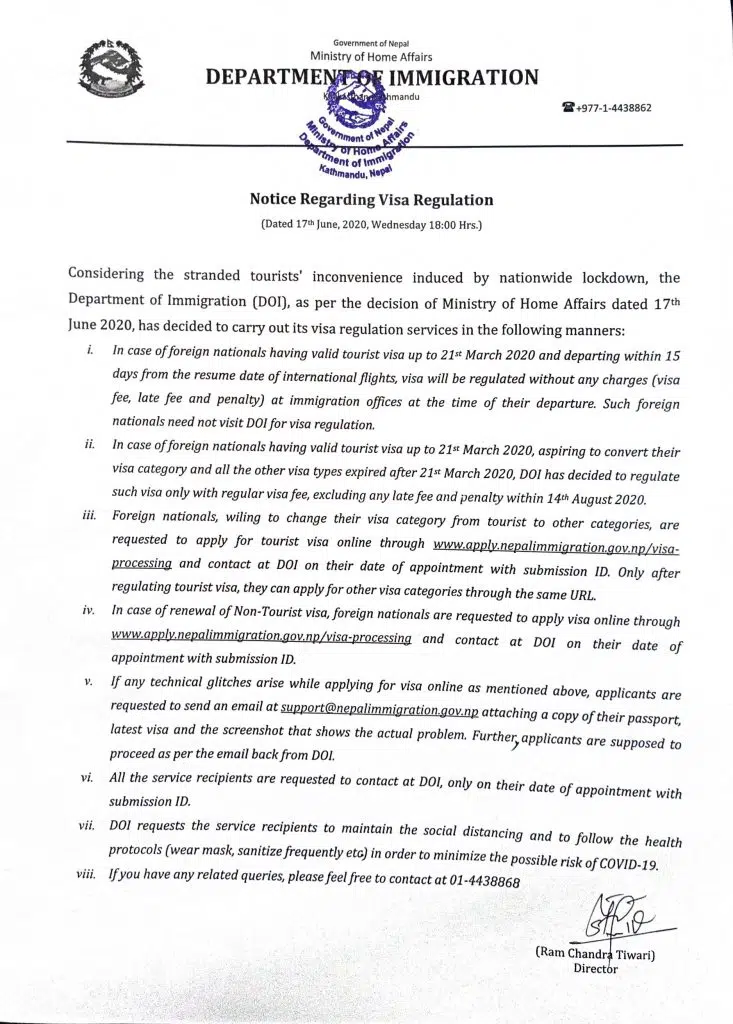 Government of Nepal
Ministry of Home Affairs
DEPARTMENT OF IMMIGRATION
+977-1-4438862
Government of Nepal
Ministry of Home Affairs
Department of Immigration
Kathmandu, Nepal
Notice Regarding Visa Regulation
(Dated 17th June, 2020, Wednesday 18:00 Hrs.)
Considering the stranded tourists' inconvenience induced by nationwide lockdown, the
Department of Immigration (DOI), as per the decision of Ministry of Home Affairs dated 17th
June 2020, has decided to carry out its visa regulation services in the following manners:
i. In case of foreign nationals having valid tourist visa up to 21st March 2020 and departing within 15
days from the resume date of international flights, visa will be regulated without any charges (visa
fee, late fee and penalty) at immigration offices at the time of their departure. Such foreign
nationals need not visit DOI for visa regulation.
ii. In case of foreign nationals having valid tourist visa up to 21st March 2020, aspiring to convert their
visa category and all the other visa types expired after 21st March 2020, DOI has decided to regulate
such visa only with regular visa fee, excluding any late fee and penalty within 14th August 2020.
iii. Foreign nationals, wiling to change their visa category from tourist to other categories, are
requested to apply for tourist visa online through www.apply.nepalimmigration.gov.np/visa-
processing and contact at DOI on their date of appointment with submission ID. Only after
regulating tourist visa, they can apply for other visa categories through the same URL.
iv. In case of renewal of Non-Tourist visa, foreign nationals are requested to apply visa online through
www.apply.nepalimmigration.gov.np/visa-processing and contact at DOI on their date of
appointment with submission ID.
v. If any technical glitches arise while applying for visa online as mentioned above, applicants are
requested to send an email at support@nepalimmigration.gov.np attaching a copy of their passport,
latest visa and the screenshot that shows the actual problem. Further, applicants are supposed to
proceed as per the email back from DOI.
vi. All the service recipients are requested to contact at DOI, only on their date of appointment with
submission ID.
vii. DOI requests the service recipients to maintain the social distancing and to follow the health
protocols (wear mask, sanitize frequently etc) in order to minimize the possible risk of COVID-19.
viii. If you have any related queries, please feel free to contact at 01-4438868
(Ram Chandra Tiwari)
Director